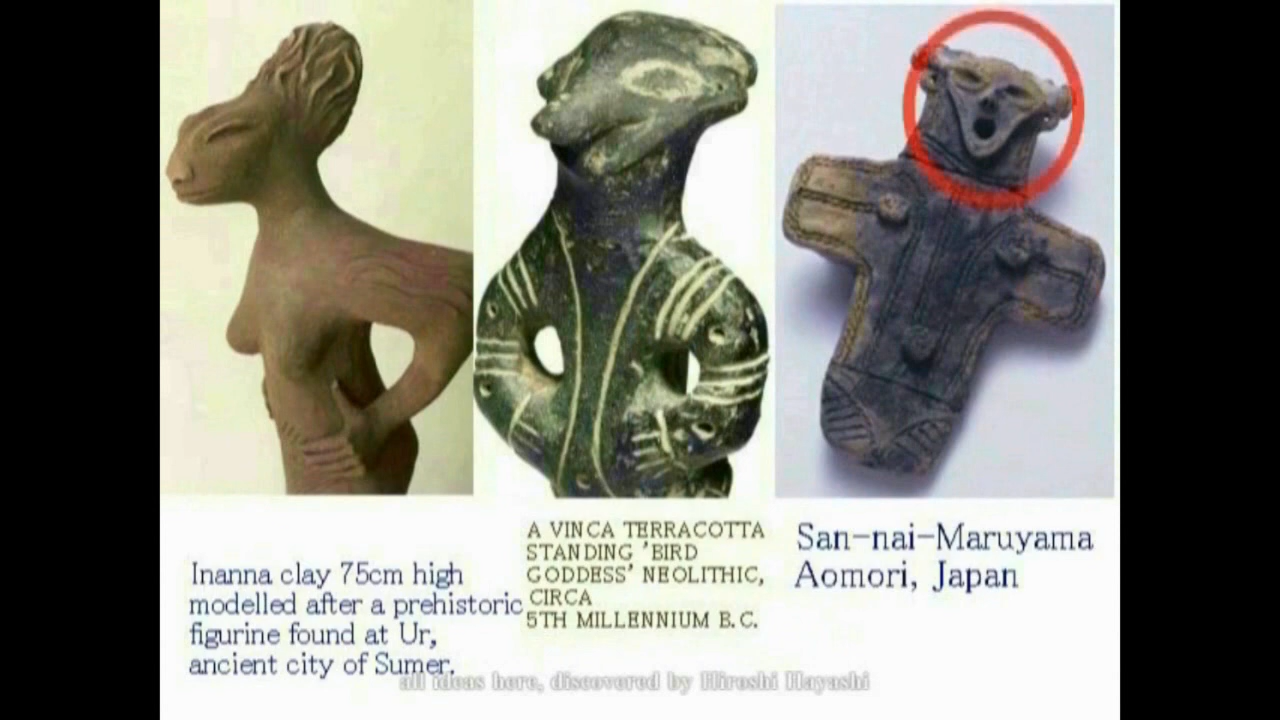 Inanna clay 75cm high
modelled after a prehistoric
figurine found at Ur,
ancient city of Sumer.
A VINCA TERRACOTTA
STANDING 'BIRD
GODDESS' NEOLITHIC,
CIRCA
5TH MILLENNIUM B.C.
San-nai-Maruyama
Aomori, Japan
all ideas here, discovered by Hiroshi Hayashi